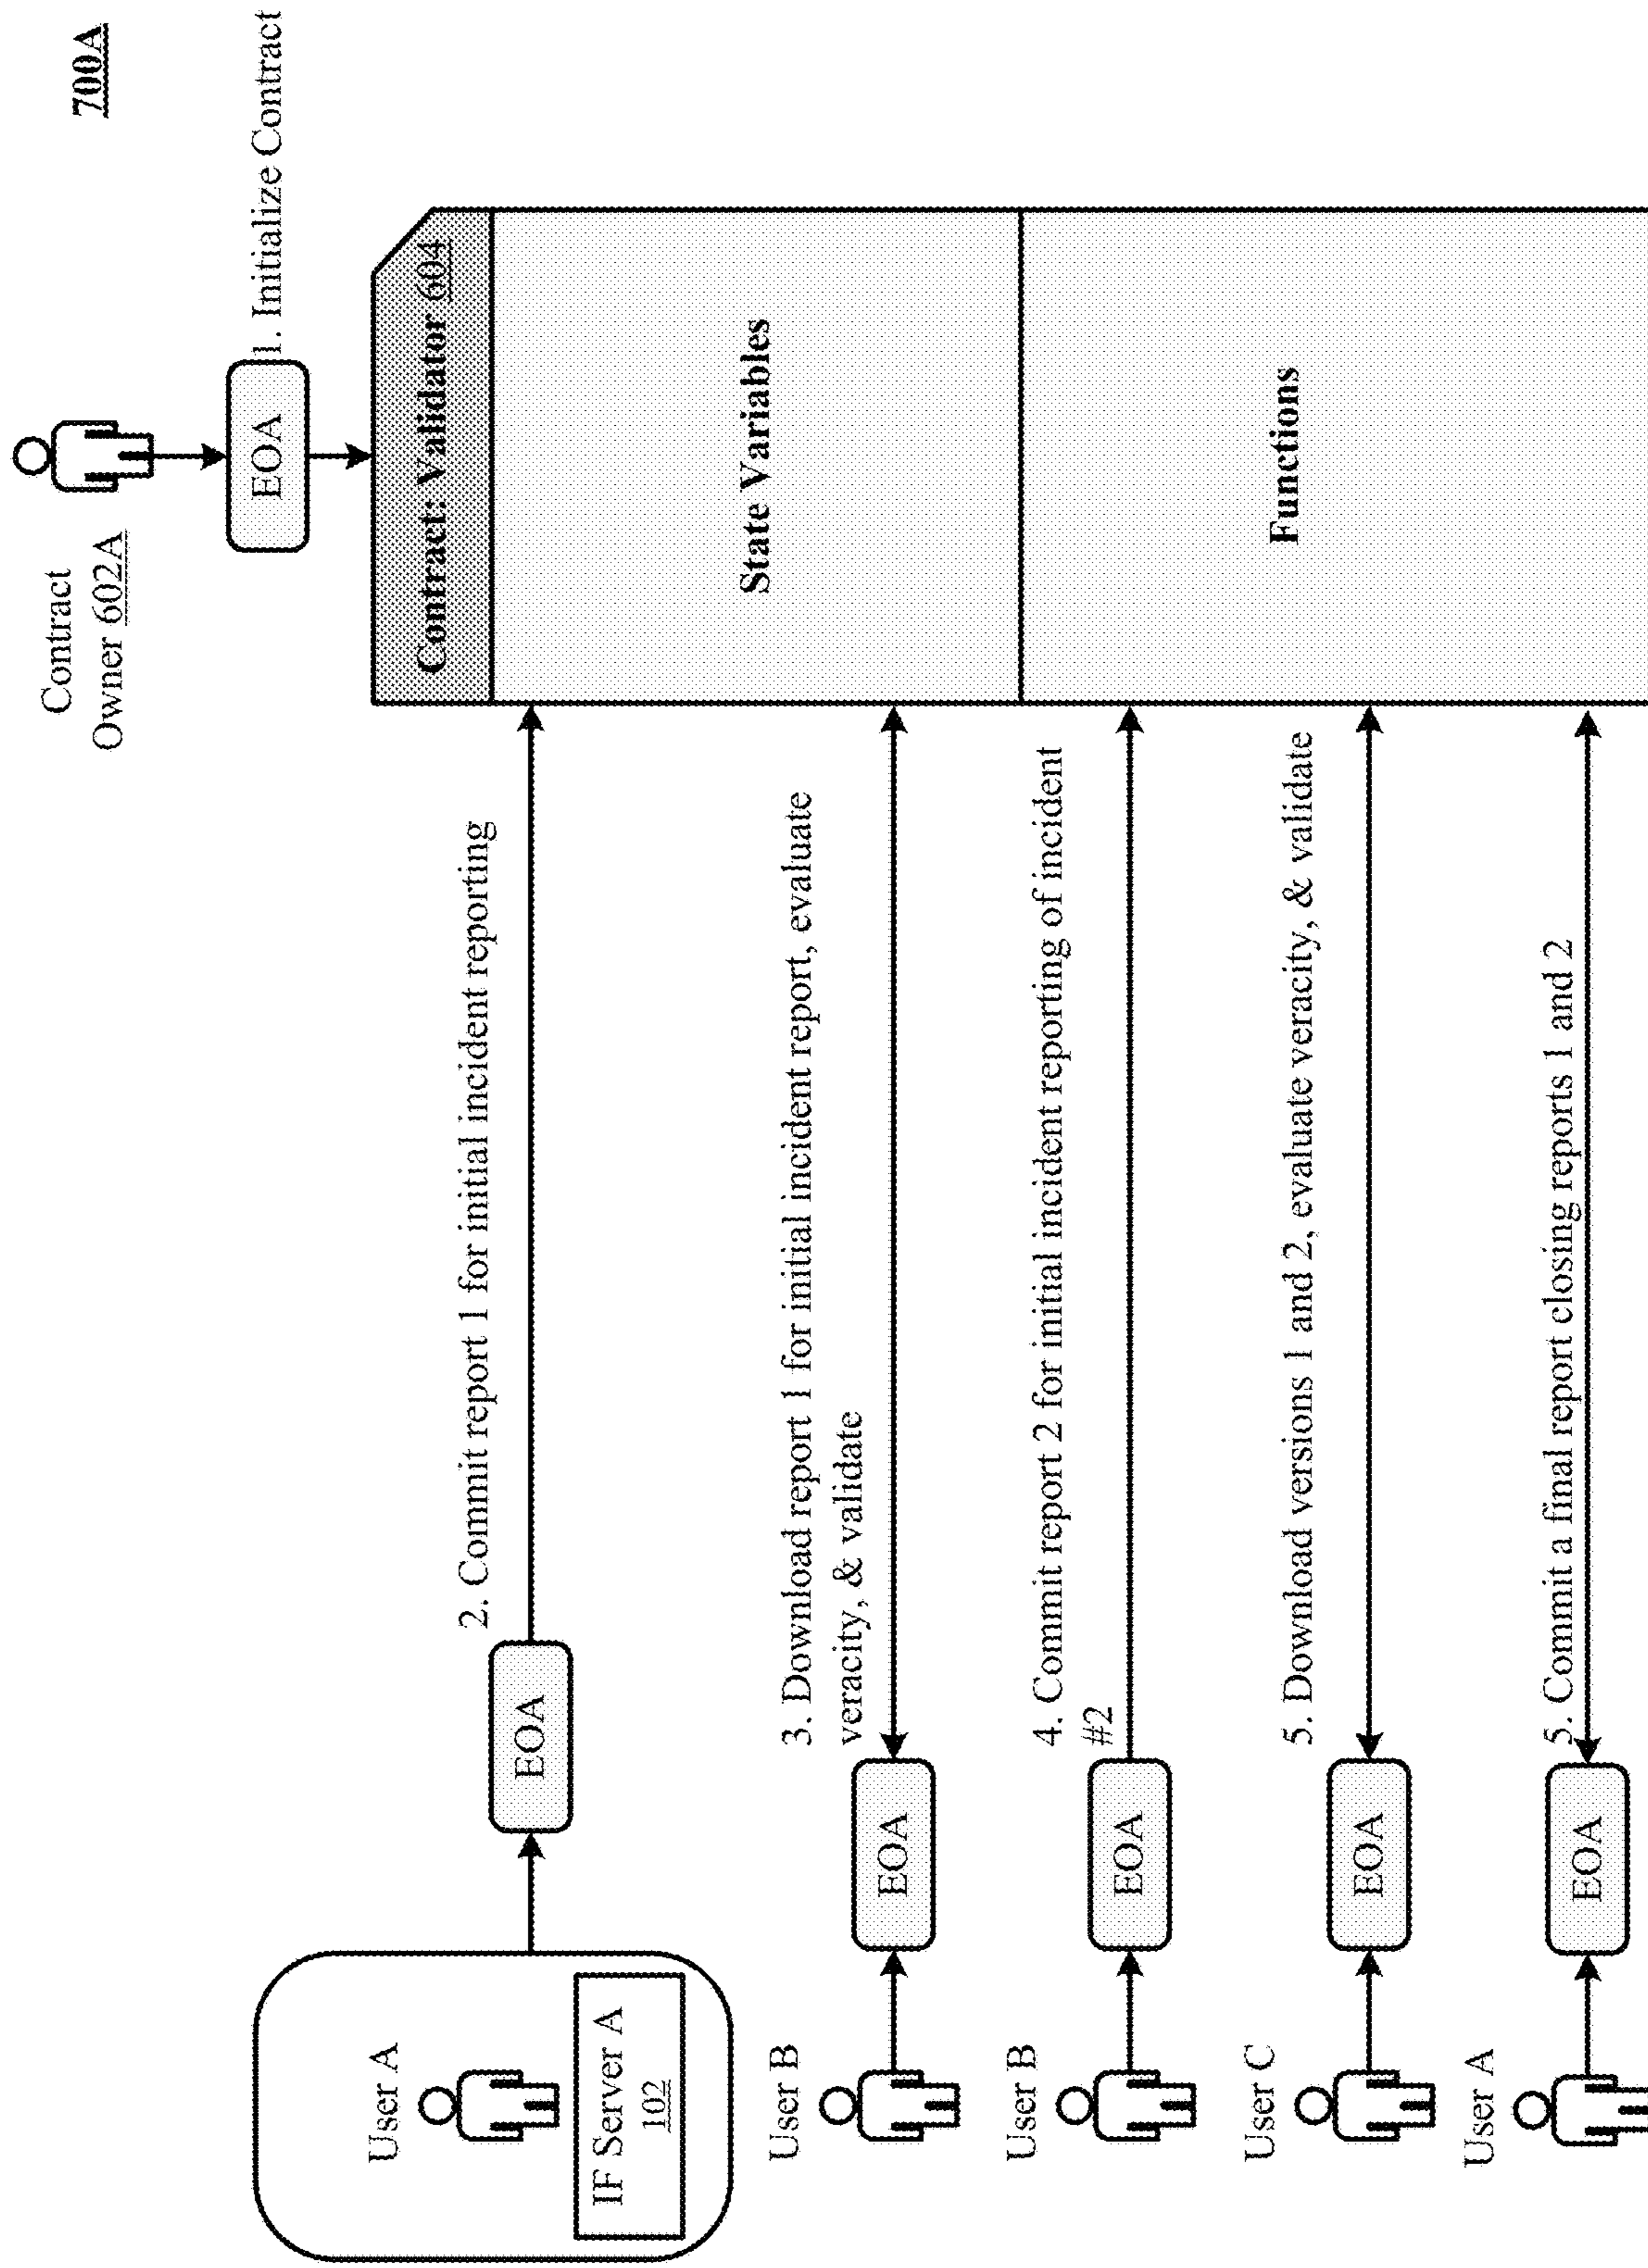 700A
Contract
Owner 602A
EOA
1. Initialize Contract
Contract: Validator 604
State Variables
Functions
User A
IF Server A
102
EOA
2. Commit report 1 for initial incident reporting
User B
EOA
3. Download report 1 for initial incident report, evaluate
veracity, & validate
User B
EOA
4. Commit report 2 for initial incident reporting of incident
#2
User C
EOA
5. Download versions 1 and 2, evaluate veracity, & validate
User A
EOA
5. Commit a final report closing reports 1 and 2